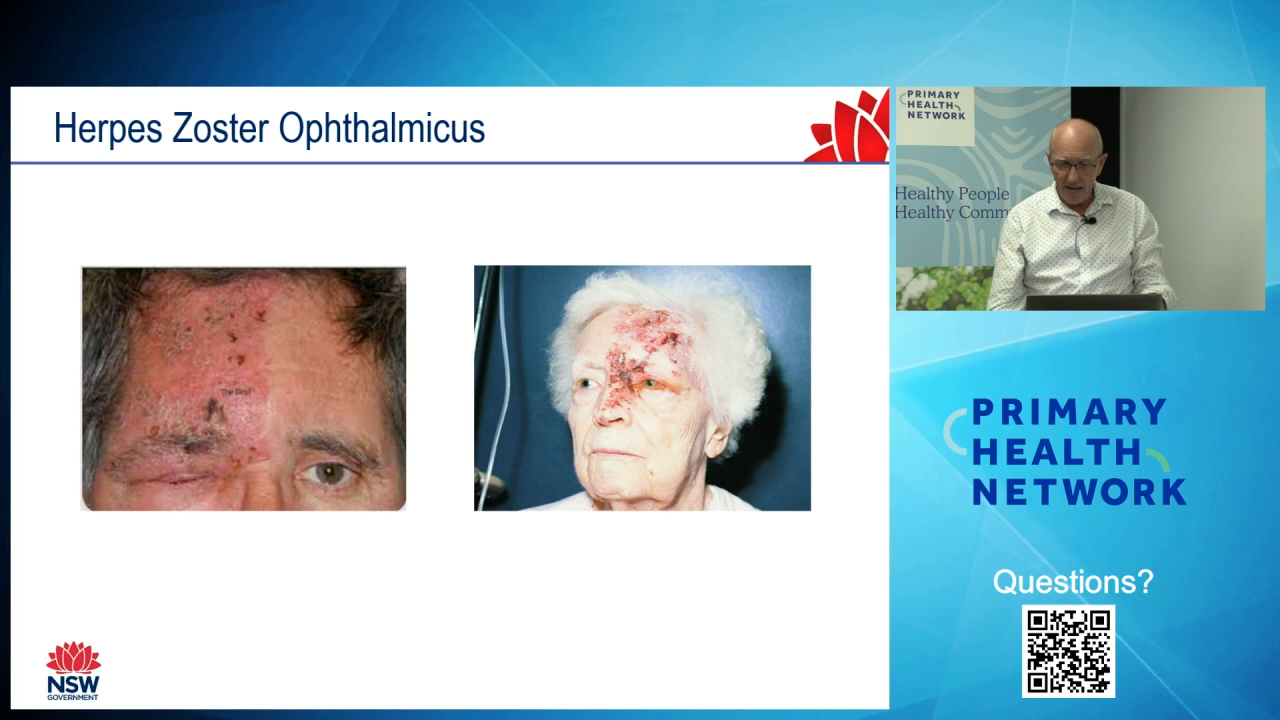 Herpes Zoster Ophthalmicus
NSW
GOVERNMENT
PRIMARY
HEALTH
NETWORK
Healthy People
Healthy Comm
PRIMARY
HEALTH
NETWORK
Questions?